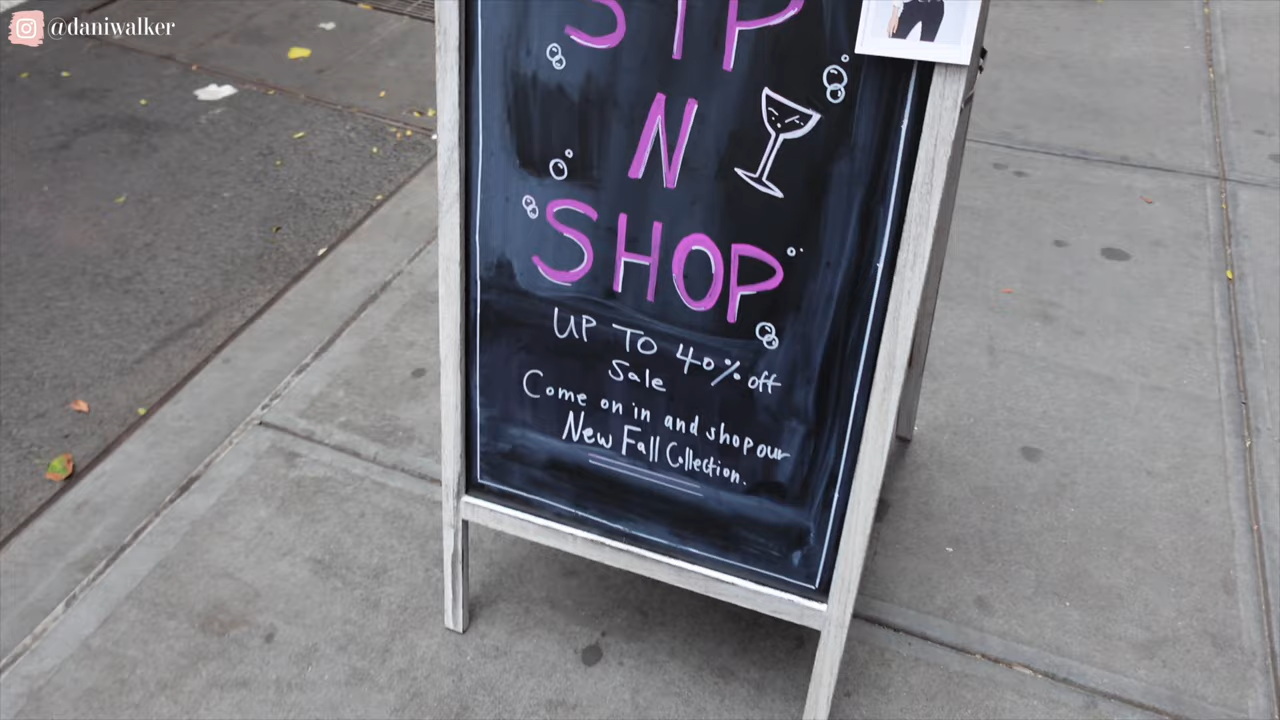 @daniwalker
SIP
N
SHOP
UP TO 40% off
Sale
Come on in and shop our
New Fall Collection.